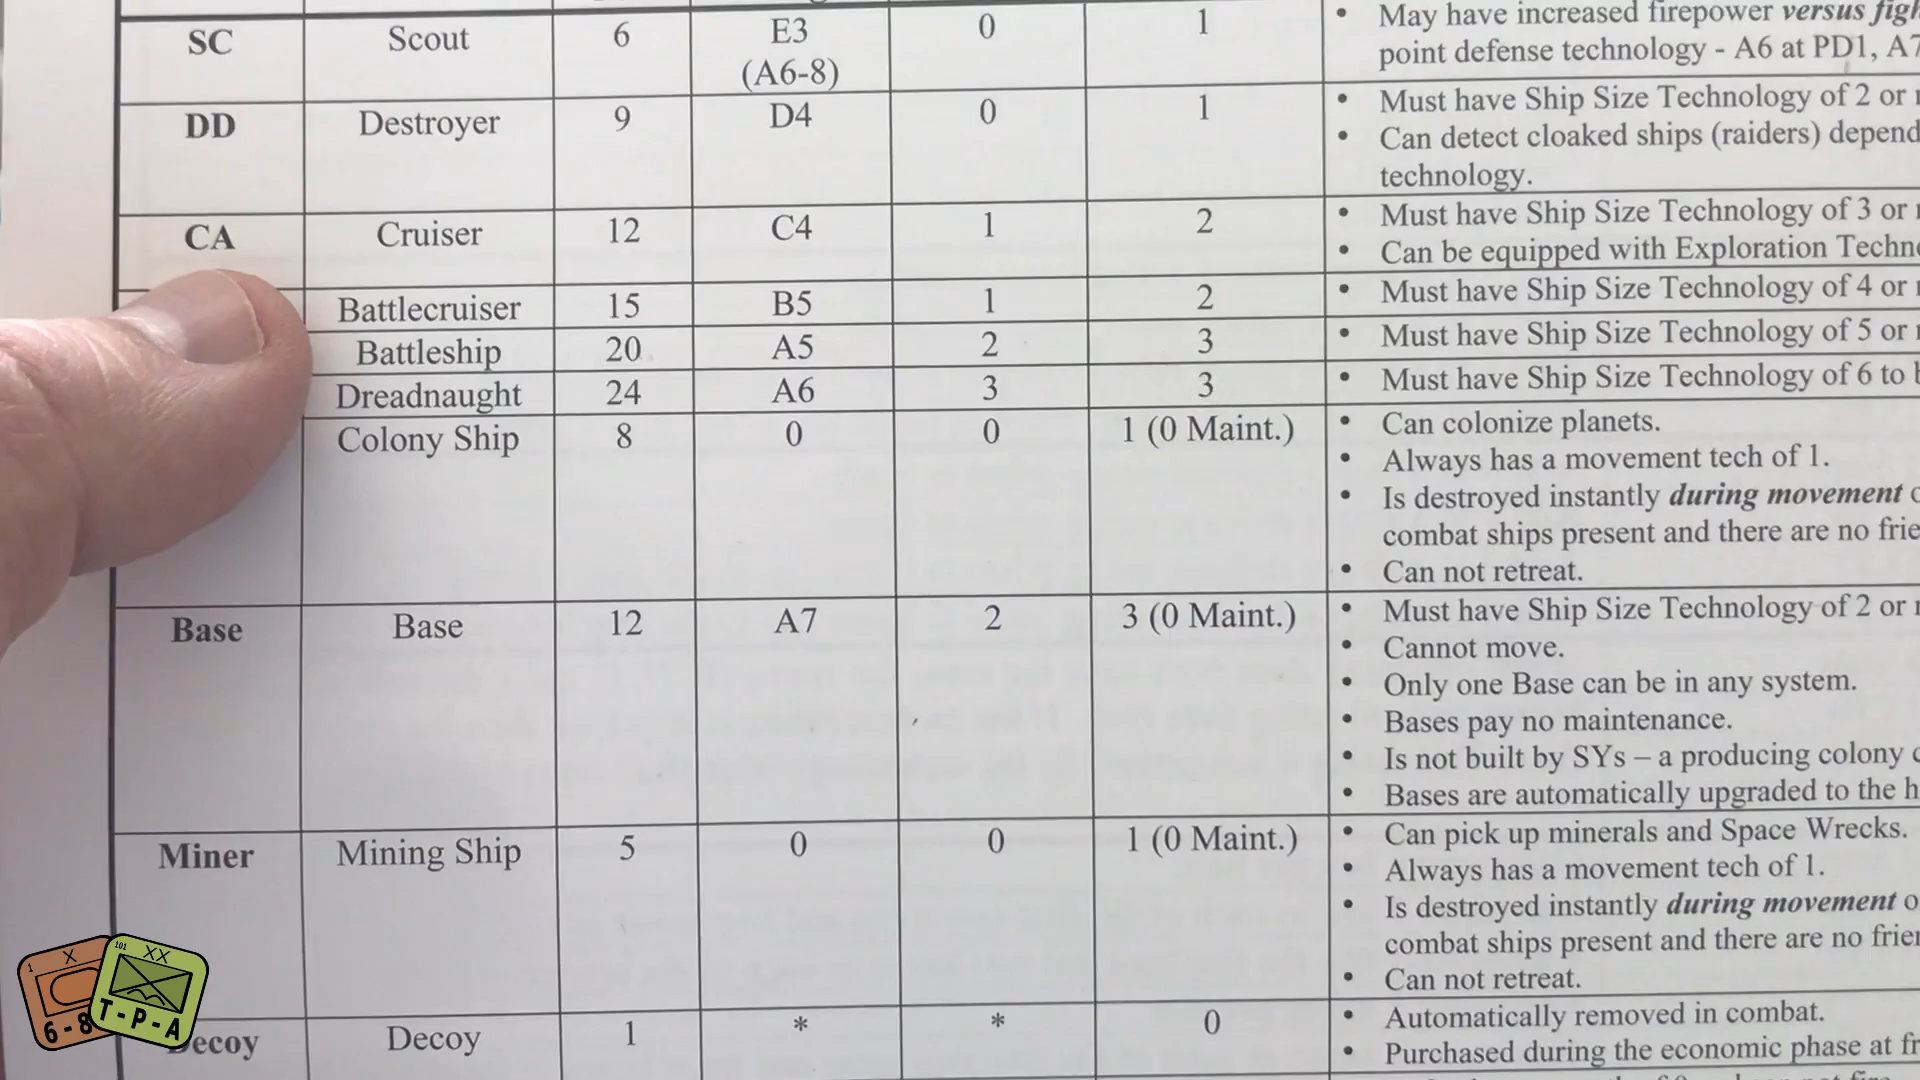 SC Scout 6 E3 0 1 • May have increased firepower versus
(A6-8) point defense technology - A6 at PD1, A7
DD Destroyer 9 D4 0 1 • Must have Ship Size Technology of 2 or
• Can detect cloaked ships (raiders)
technology.
CA Cruiser 12 C4 1 2 • Must have Ship Size Technology of 3 or
• Can be equipped with Exploration
Battlecruiser 15 B5 1 2 • Must have Ship Size Technology of 4 or
Battleship 20 A5 2 3 • Must have Ship Size Technology of 5 or
Dreadnaught 24 A6 3 3 • Must have Ship Size Technology of 6 to
Colony Ship 8 0 0 1 (0 Maint.) • Can colonize planets.
• Always has a movement tech of 1.
• Is destroyed instantly during movement
combat ships present and there are no
• Can not retreat.
Base Base 12 A7 2 3 (0 Maint.) • Must have Ship Size Technology of 2 or
• Cannot move.
• Only one Base can be in any system.
• Bases pay no maintenance.
• Is not built by SYs – a producing colony
• Bases are automatically upgraded to the
Miner Mining Ship 5 0 0 1 (0 Maint.) • Can pick up minerals and Space Wrecks.
• Always has a movement tech of 1.
• Is destroyed instantly during movement
combat ships present and there are no
• Can not retreat.
Decoy Decoy 1 * * 0 • Automatically removed in combat.
• Purchased during the economic phase at
1 X 6-8
101 XX T-P-A